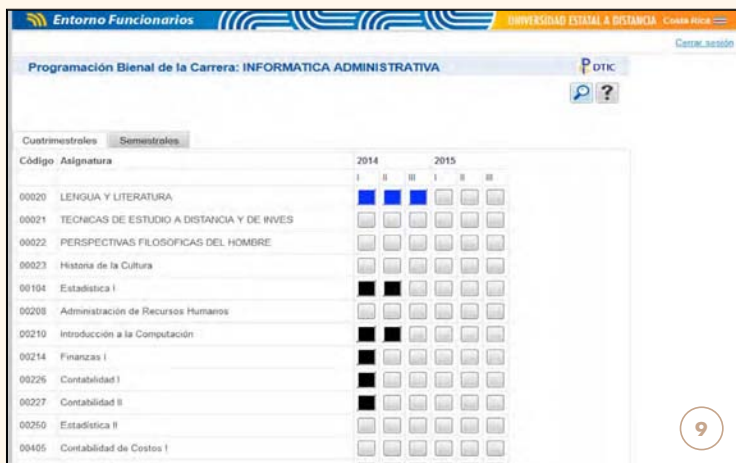 Entorno Funcionarios
UNIVERSIDAD ESTATAL A DISTANCIA Costa Rica
Cerrar sesión
Programación Bienal de la Carrera: INFORMATICA ADMINISTRATIVA
DTIC
?
Cuatrimestrales Semestrales
Código Asignatura 2014 2015
I II III I II III
00020 LENGUA Y LITERATURA
00021 TECNICAS DE ESTUDIO A DISTANCIA Y DE INVES
00022 PERSPECTIVAS FILOSOFICAS DEL HOMBRE
00023 Historia de la Cultura
00104 Estadística I
00208 Administración de Recursos Humanos
00210 Introducción a la Computación
00214 Finanzas I
00226 Contabilidad I
00227 Contabilidad II
00250 Estadística II
00405 Contabilidad de Costos I
9